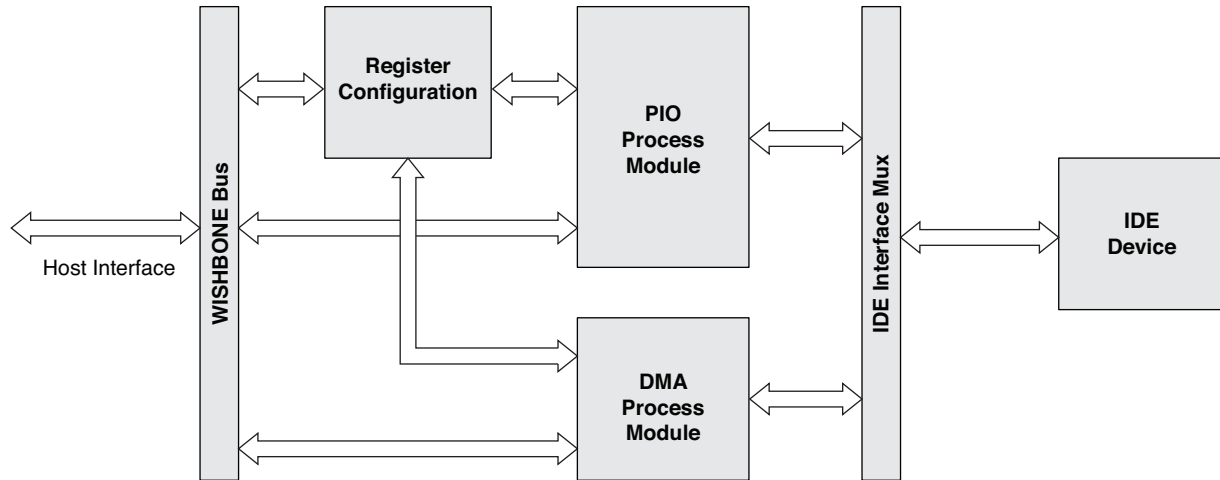 Host Interface
WISHBONE Bus
Register
Configuration
PIO
Process
Module
DMA
Process
Module
IDE Interface Mux
IDE
Device